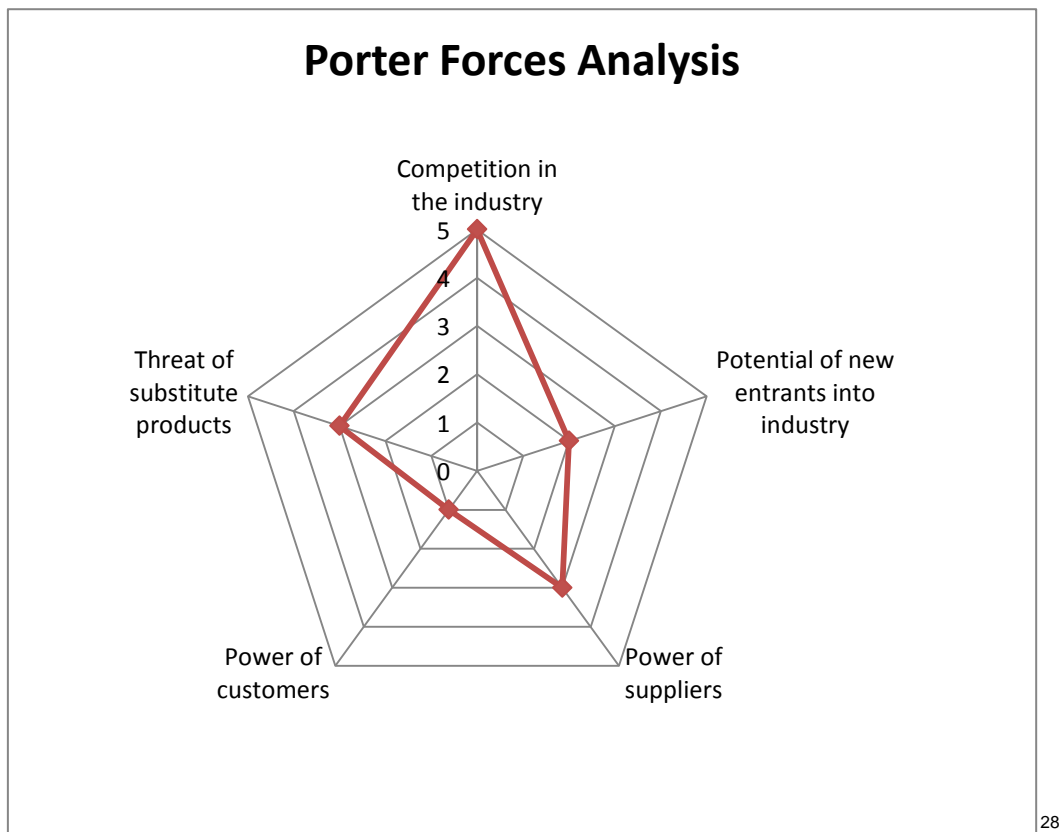 Porter Forces Analysis
Competition in
the industry
5
4
3
2
1
0
Threat of
substitute
products
Potential of new
entrants into
industry
Power of
customers
Power of
suppliers
28